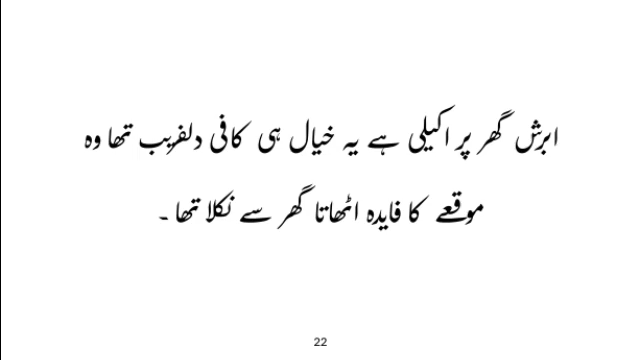 ابرش گھر پر اکیلی ہے یہ خیال ہی کافی دلفریب تھا وہ
موقعے کا فایدہ اٹھاتا گھر سے نکلا تھا ۔
22